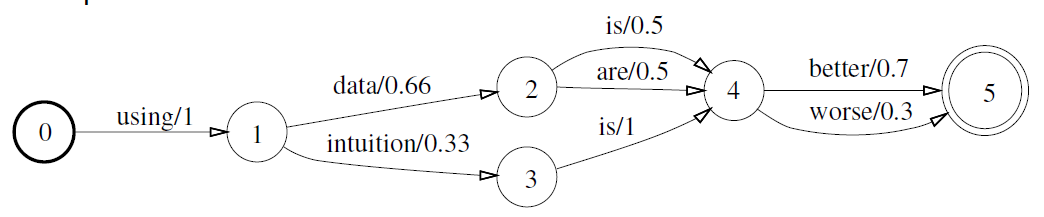 is/0.5
are/0.5
data/0.66
better/0.7
using/1
worse/0.3
intuition/0.33
is/1
0
1
2
3
4
5